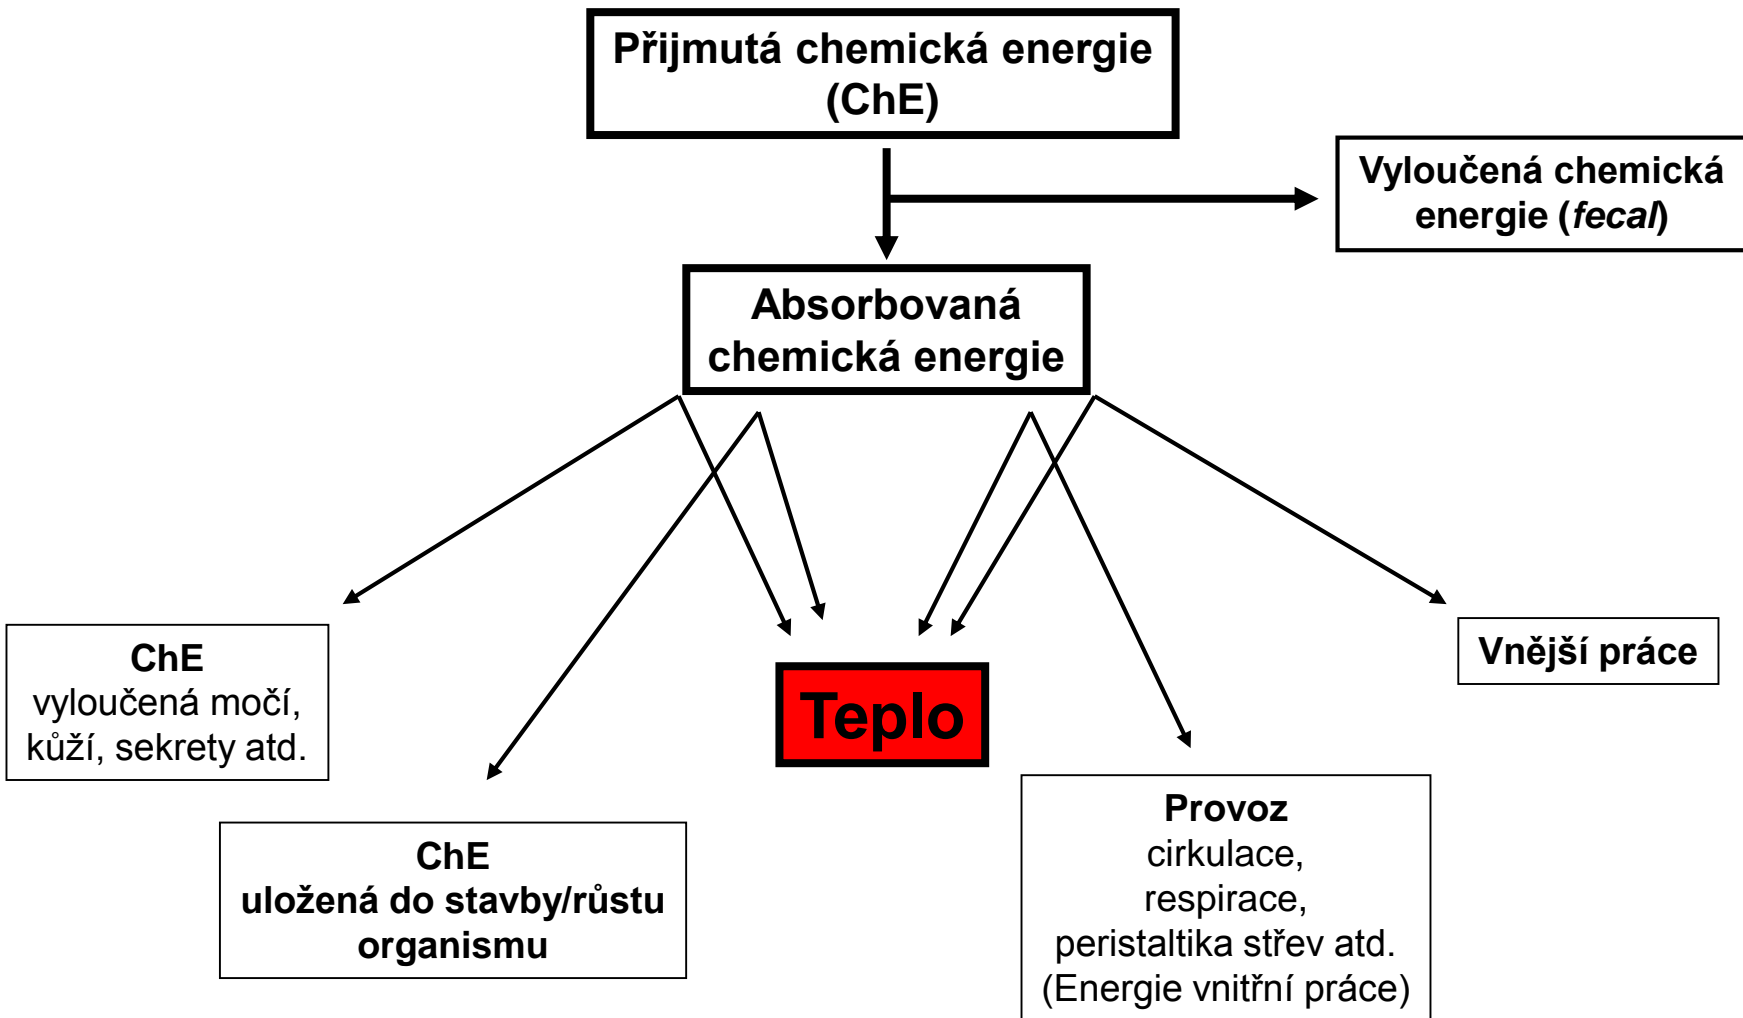 Přijmutá chemická energie
(ChE)
Vyloučená chemická
energie (fecal)
Absorbovaná
chemická energie
ChE
vyloučená močí,
kůží, sekrety atd.
ChE
uložená do stavby/růstu
organismu
Teplo
Provoz
cirkulace,
respirace,
peristaltika střev atd.
(Energie vnitřní práce)
Vnější práce